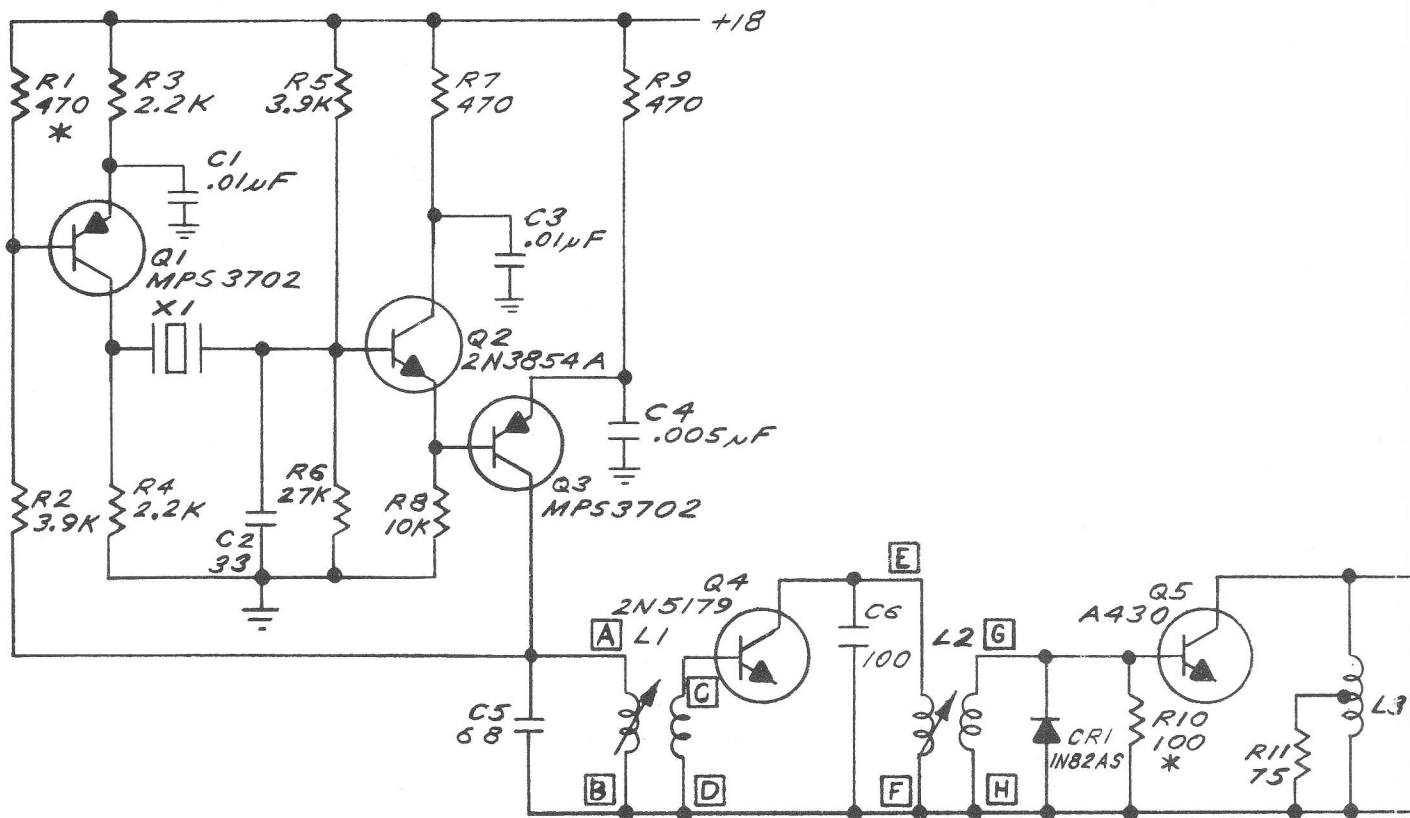 +18
R1
470
*
R3
2.2K
R5
3.9K
R7
470
R9
470
C1
.01μF
Q1
MPS3702
X1
C3
.01μF
Q2
2N3854A
C4
.005μF
Q3
MPS3702
R2
3.9K
R4
2.2K
C2
33
R6
27K
R8
10K
A
L1
C5
68
B
C
D
Q4
2N5179
C6
100
E
F
L2
G
H
CR1
1N82AS
R10
100
*
Q5
A430
R11
75
L3